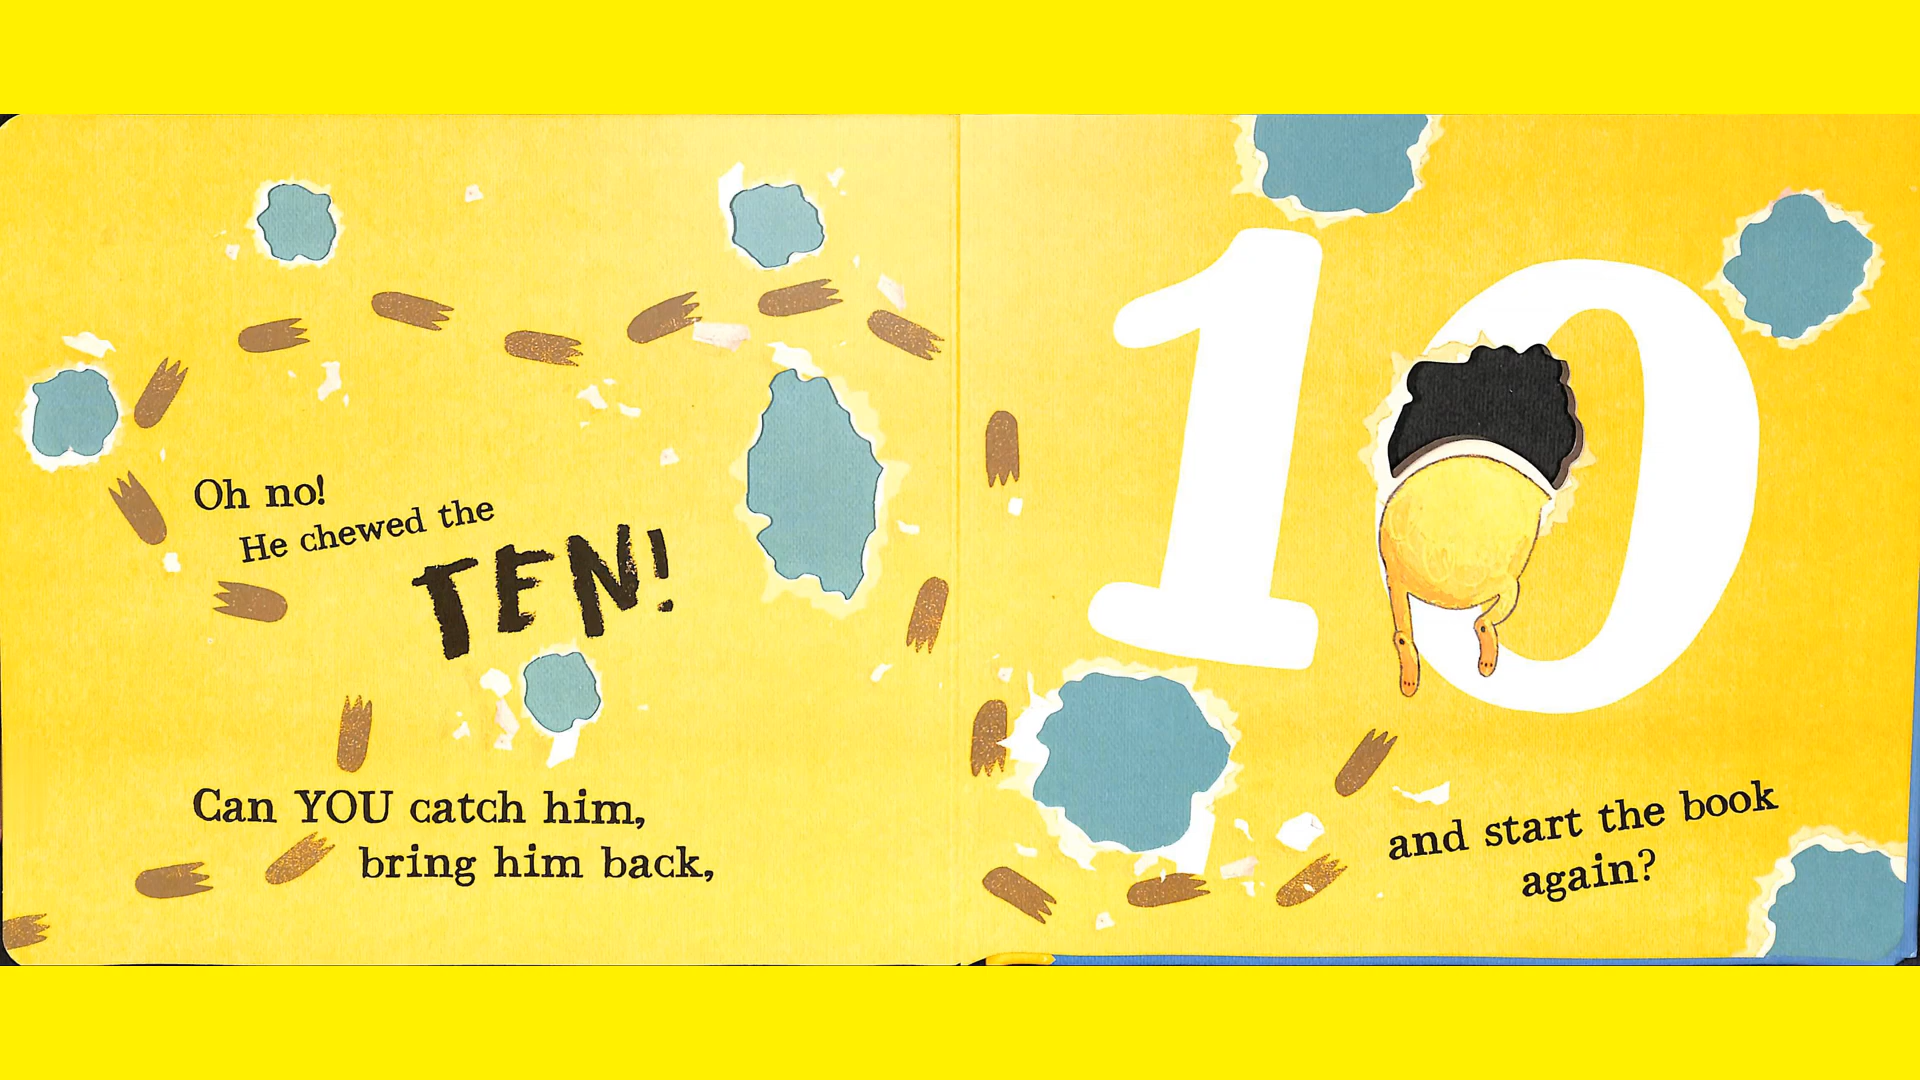 Oh no!
He chewed the
TEN!
Can YOU catch him,
bring him back,
10
and start the book
again?